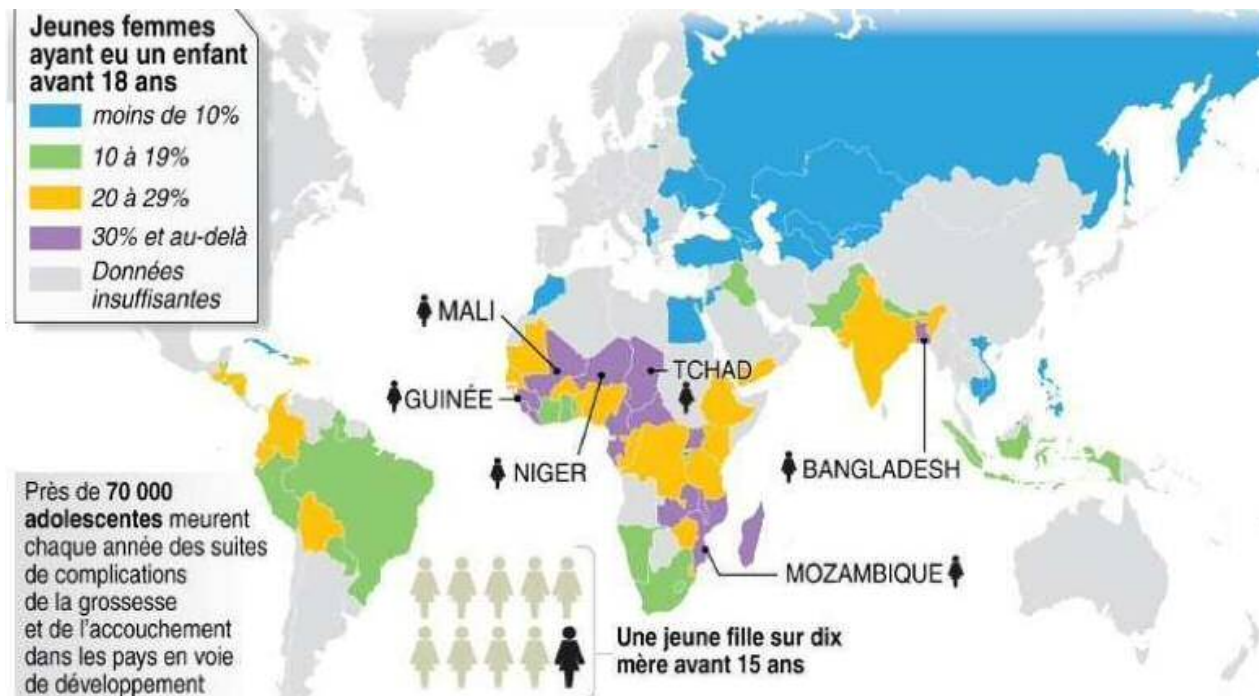 Jeunes femmes
ayant eu un enfant
avant 18 ans
moins de 10%
10 à 19%
20 à 29%
30% et au-delà
Données
insuffisantes
MALI
TCHAD
GUINÉE
NIGER
BANGLADESH
MOZAMBIQUE
Près de 70 000
adolescentes meurent
chaque année des suites
de complications
de la grossesse
et de l'accouchement
dans les pays en voie
de développement
Une jeune fille sur dix
mère avant 15 ans